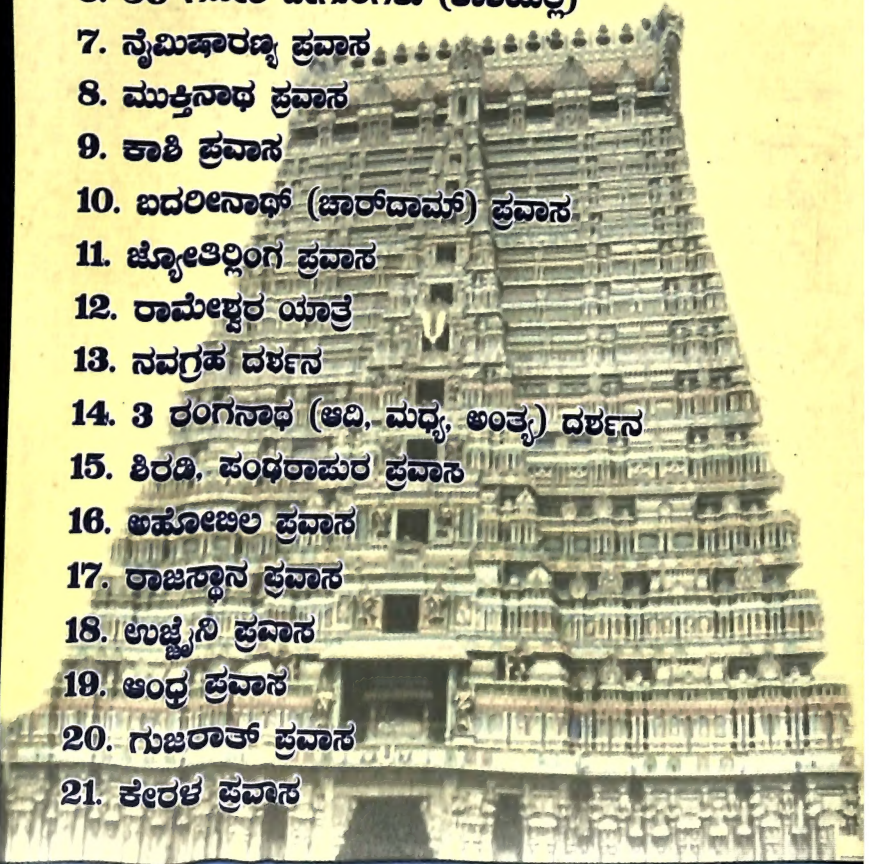 7. ನೈಮಿಷಾರಣ್ಯ ಪ್ರವಾಸ
8. ಮುಕ್ತಿನಾಥ ಪ್ರವಾಸ
9. ಕಾಶಿ ಪ್ರವಾಸ
10. ಬದರೀನಾಥ್ (ಚಾರ್‌ದಾಮ್) ಪ್ರವಾಸ
11. ಜ್ಯೋತಿರ್ಲಿಂಗ ಪ್ರವಾಸ
12. ರಾಮೇಶ್ವರ ಯಾತ್ರೆ
13. ನವಗ್ರಹ ದರ್ಶನ
14. 3 ರಂಗನಾಥ (ಆದಿ, ಮಧ್ಯ, ಅಂತ್ಯ) ದರ್ಶನ
15. ಶಿರಡಿ, ಪಂಢರಾಪುರ ಪ್ರವಾಸ
16. ಅಹೋಬಿಲ ಪ್ರವಾಸ
17. ರಾಜಸ್ಥಾನ ಪ್ರವಾಸ
18. ಉಜ್ಜೈನಿ ಪ್ರವಾಸ
19. ಆಂಧ್ರ ಪ್ರವಾಸ
20. ಗುಜರಾತ್ ಪ್ರವಾಸ
21. ಕೇರಳ ಪ್ರವಾಸ